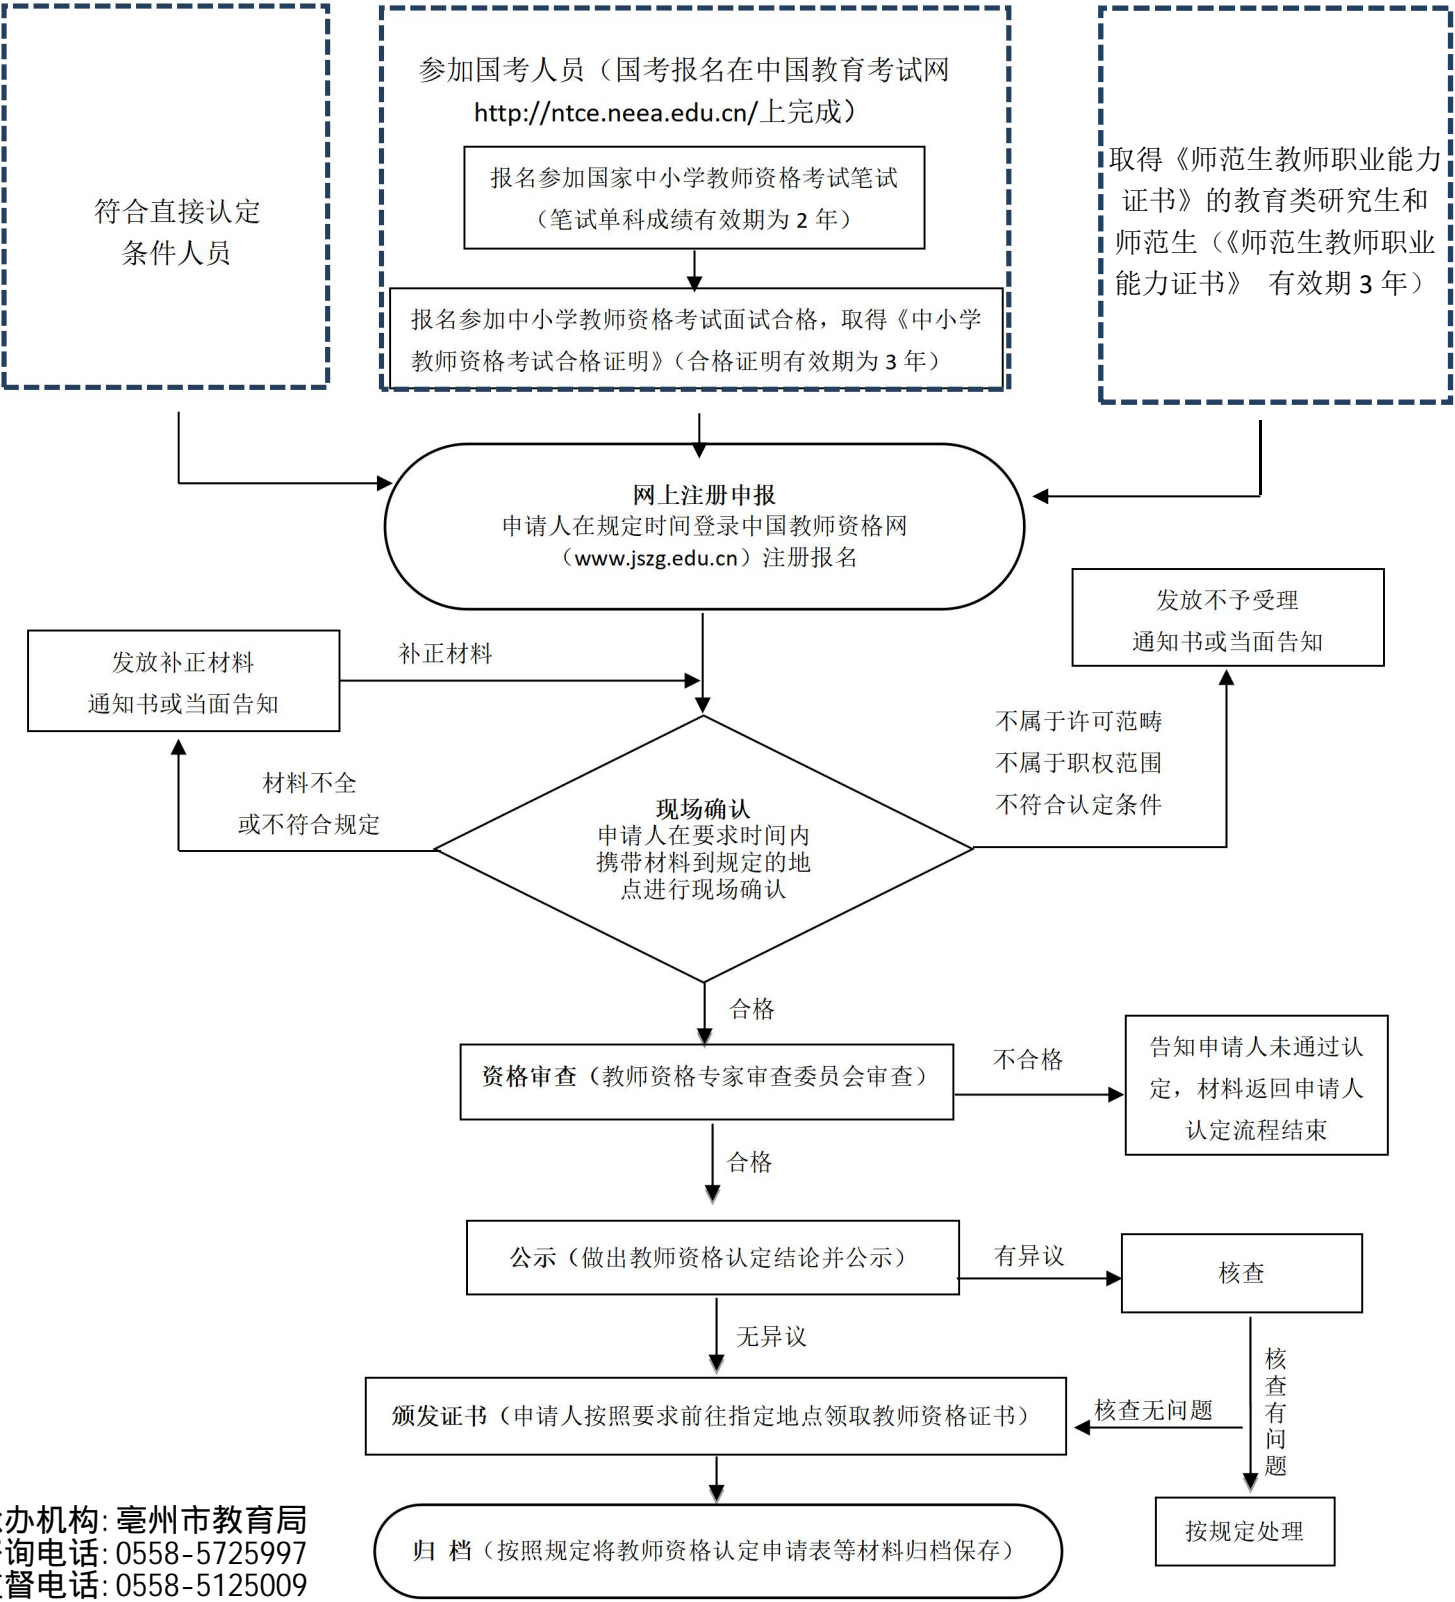 符合直接认定
条件人员
参加国考人员（国考报名在中国教育考试网
http://ntce.neea.edu.cn/上完成）
报名参加国家中小学教师资格考试笔试
（笔试单科成绩有效期为 2 年）
报名参加中小学教师资格考试面试合格，取得《中小学
教师资格考试合格证明》（合格证明有效期为 3 年）
取得《师范生教师职业能力
证书》的教育类研究生和
师范生（《师范生教师职业
能力证书》 有效期 3 年）
网上注册申报
申请人在规定时间登录中国教师资格网
（www.jszg.edu.cn）注册报名
发放补正材料
通知书或当面告知
补正材料
发放不予受理
通知书或当面告知
材料不全
或不符合规定
不属于许可范畴
不属于职权范围
不符合认定条件
现场确认
申请人在要求时间内
携带材料到规定的地
点进行现场确认
合格
资格审查（教师资格专家审查委员会审查）
不合格
告知申请人未通过认
定，材料返回申请人
认定流程结束
合格
公示（做出教师资格认定结论并公示）
有异议
核查
无异议
颁发证书（申请人按照要求前往指定地点领取教师资格证书）
核查无问题
核查有问题
按规定处理
归 档（按照规定将教师资格认定申请表等材料归档保存）
办机构: 亳州市教育局
询电话: 0558-5725997
督电话: 0558-5125009